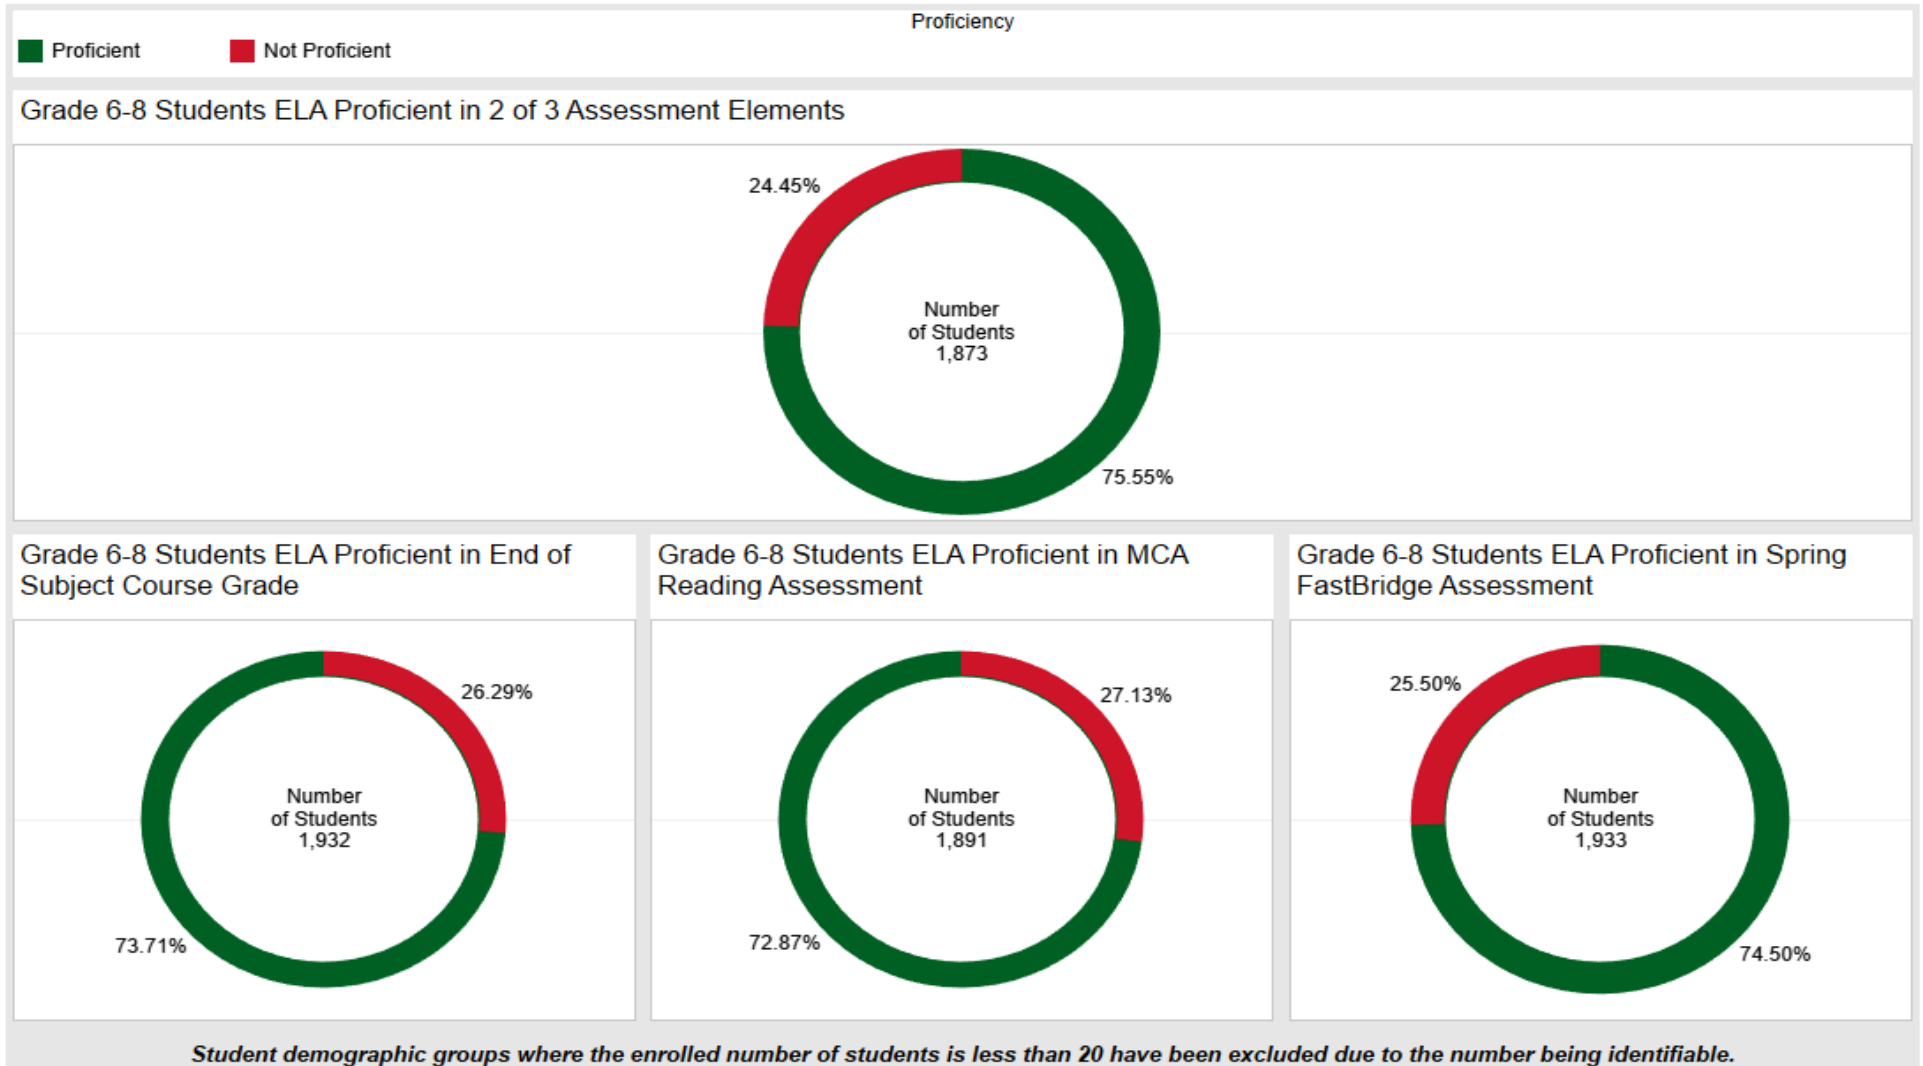 Proficiency
Proficient
Not Proficient
Grade 6-8 Students ELA Proficient in 2 of 3 Assessment Elements
24.45%
Number
of Students
1,873
75.55%
Grade 6-8 Students ELA Proficient in End of
Subject Course Grade
26.29%
Number
of Students
1,932
73.71%
Grade 6-8 Students ELA Proficient in MCA
Reading Assessment
27.13%
Number
of Students
1,891
72.87%
Grade 6-8 Students ELA Proficient in Spring
FastBridge Assessment
25.50%
Number
of Students
1,933
74.50%
Student demographic groups where the enrolled number of students is less than 20 have been excluded due to the number being identifiable.